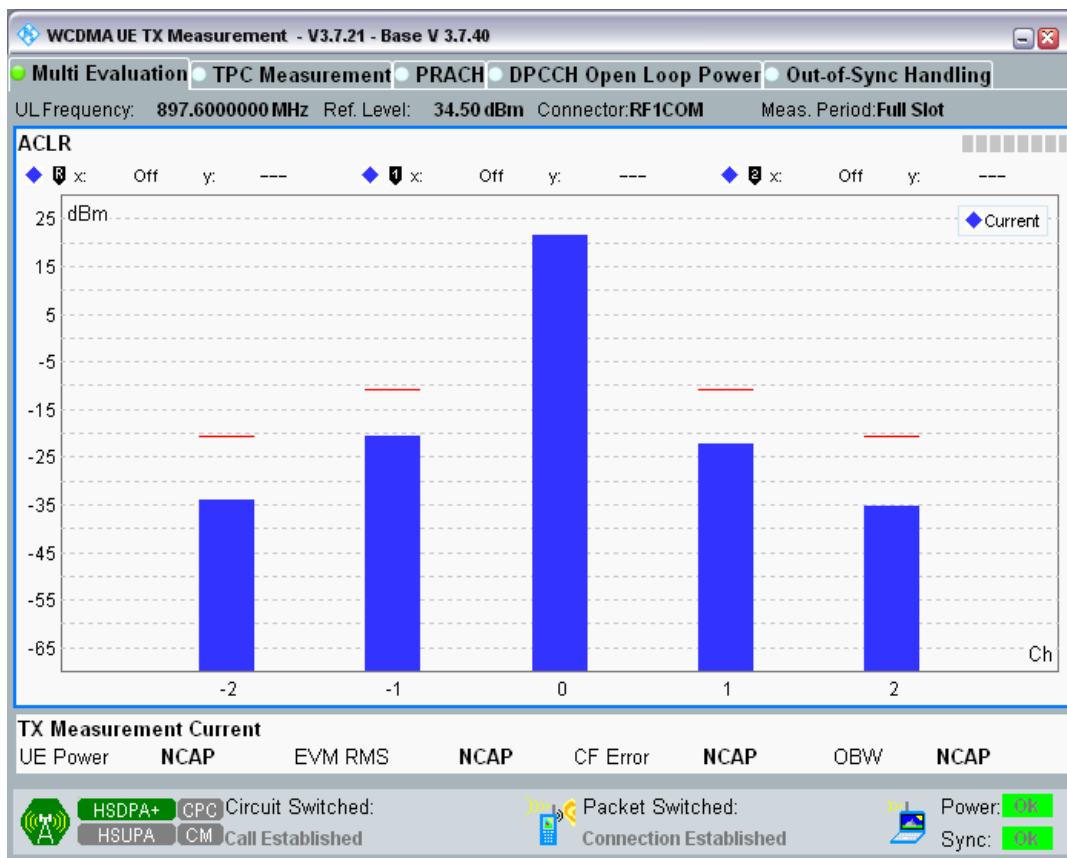 WCDMA UE TX Measurement - V3.7.21 - Base V 3.7.40
Multi Evaluation TPC Measurement PRACH DPCCH Open Loop Power Out-of-Sync Handling
UL Frequency: 897.6000000 MHz Ref. Level: 34.50 dBm Connector:RF1COM Meas. Period:Full Slot
ACLR
R x: Off y: --- 1 x: Off y: --- 2 x: Off y: ---
dBm
Current
25
15
5
-5
-15
-25
-35
-45
-55
-65
Ch
-2 -1 0 1 2
TX Measurement Current
UE Power NCAP EVM RMS NCAP CF Error NCAP OBW NCAP
HSDPA+ CPC Circuit Switched: Packet Switched: Power: Ok
HSUPA CM Call Established Connection Established Sync: Ok